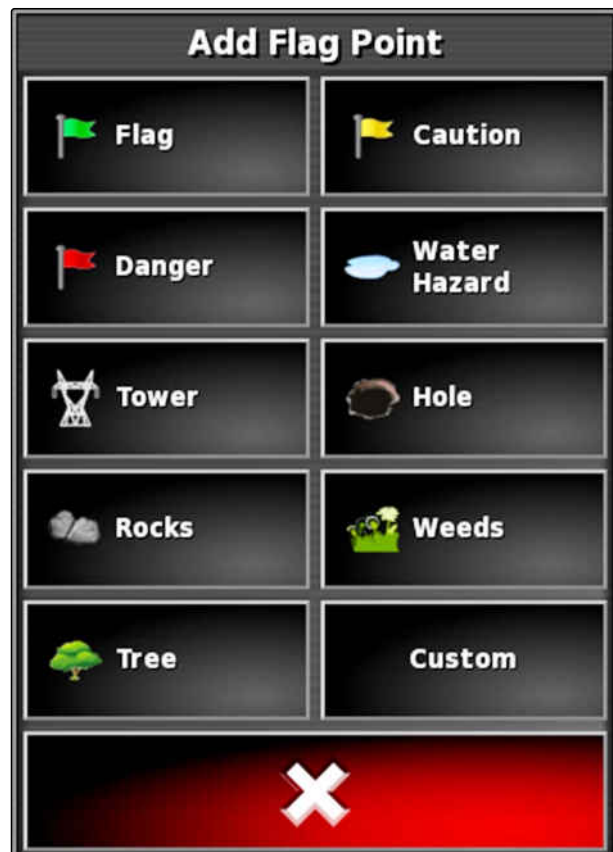 Add Flag Point
Flag
Caution
Danger
Water
Hazard
Tower
Hole
Rocks
Weeds
Tree
Custom